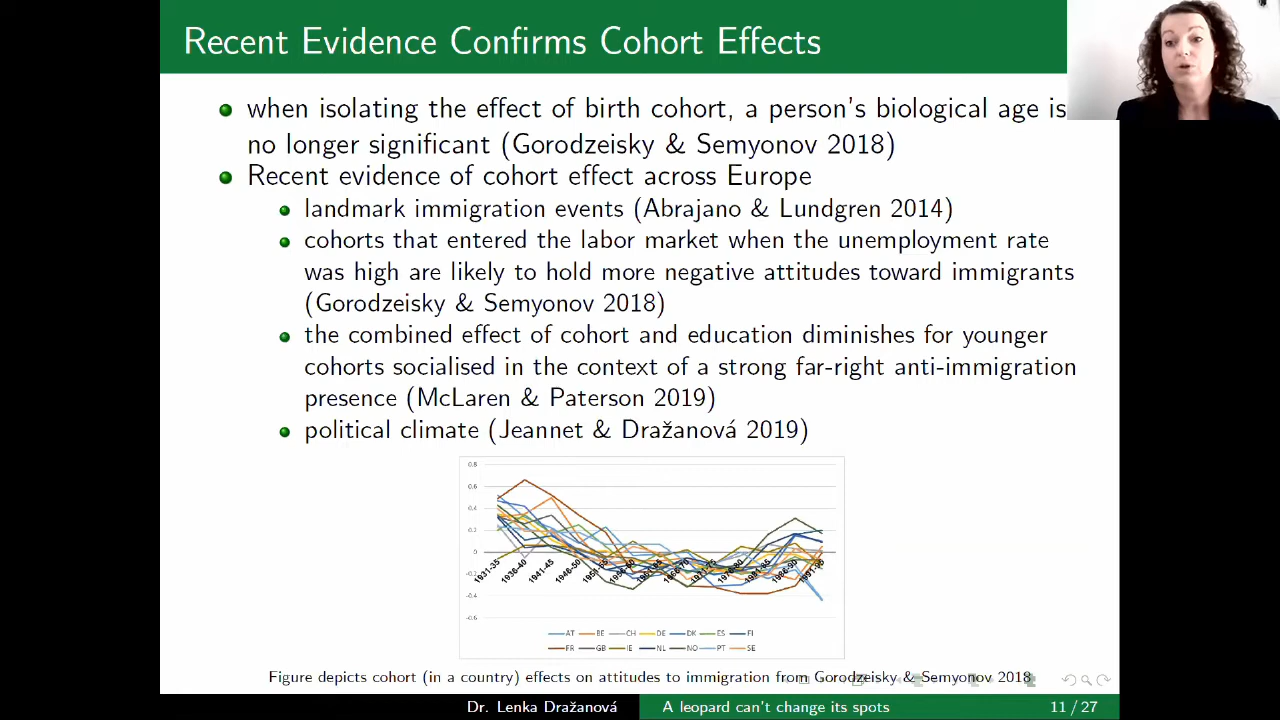 Recent Evidence Confirms Cohort Effects
when isolating the effect of birth cohort, a person's biological age is
no longer significant (Gorodzeisky & Semyonov 2018)
Recent evidence of cohort effect across Europe
landmark immigration events (Abrajano & Lundgren 2014)
cohorts that entered the labor market when the unemployment rate
was high are likely to hold more negative attitudes toward immigrants
(Gorodzeisky & Semyonov 2018)
the combined effect of cohort and education diminishes for younger
cohorts socialised in the context of a strong far-right anti-immigration
presence (McLaren & Paterson 2019)
political climate (Jeannet & Dražanová 2019)
0.8
0.6
0.4
0.2
0
-0.2
-0.4
-0.6
1931-35 1936-40 1941-45 1946-50
AT BE CH DE DK ES FI
FR GB IE NL NO PT SE
Figure depicts cohort (in a country) effects on attitudes to immigration from Gorodzeisky & Semyonov 2018
Dr. Lenka Dražanová A leopard can't change its spots 11 / 27